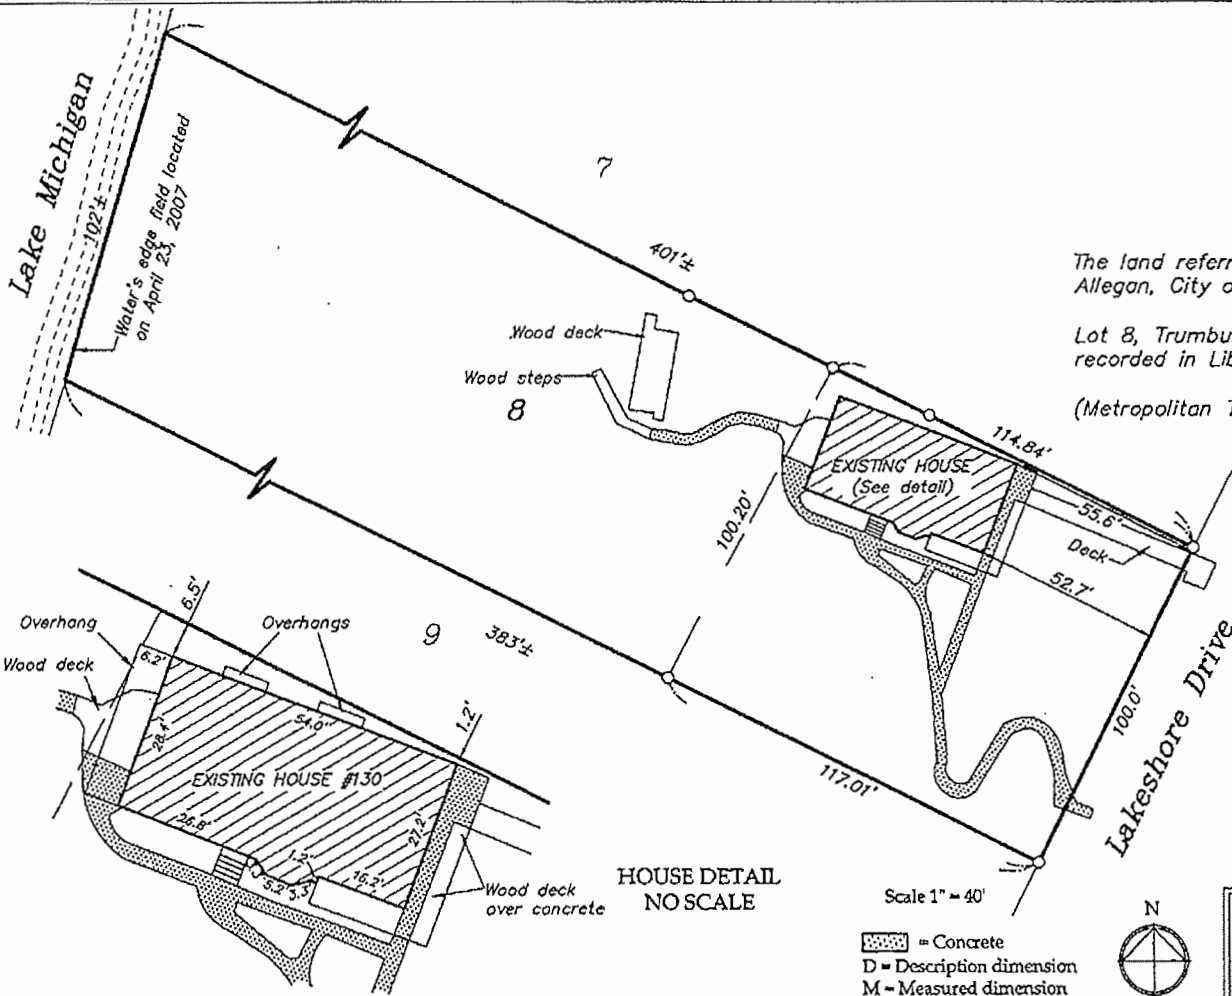 Lake Michigan
102'±
Water's edge field located
on April 23, 2007
7
401'±
The land referr
Allegan, City o
Lot 8, Trumbu
recorded in Lib
(Metropolitan T
Wood deck
Wood steps
8
114.84'
EXISTING HOUSE
(See detail)
100.20'
55.6'
Deck
52.7'
6.5'
Overhang
Overhangs
9
383'±
Wood deck
6.2'
54.0'
1.2'
28.4'
EXISTING HOUSE #130
Lakeshore Drive
100.0'
117.01'
26.8'
27.2'
1.2'
5.2'
5.5'
16.2'
Wood deck
over concrete
HOUSE DETAIL
NO SCALE
Scale 1" = 40'
N
= Concrete
D = Description dimension
M = Measured dimension